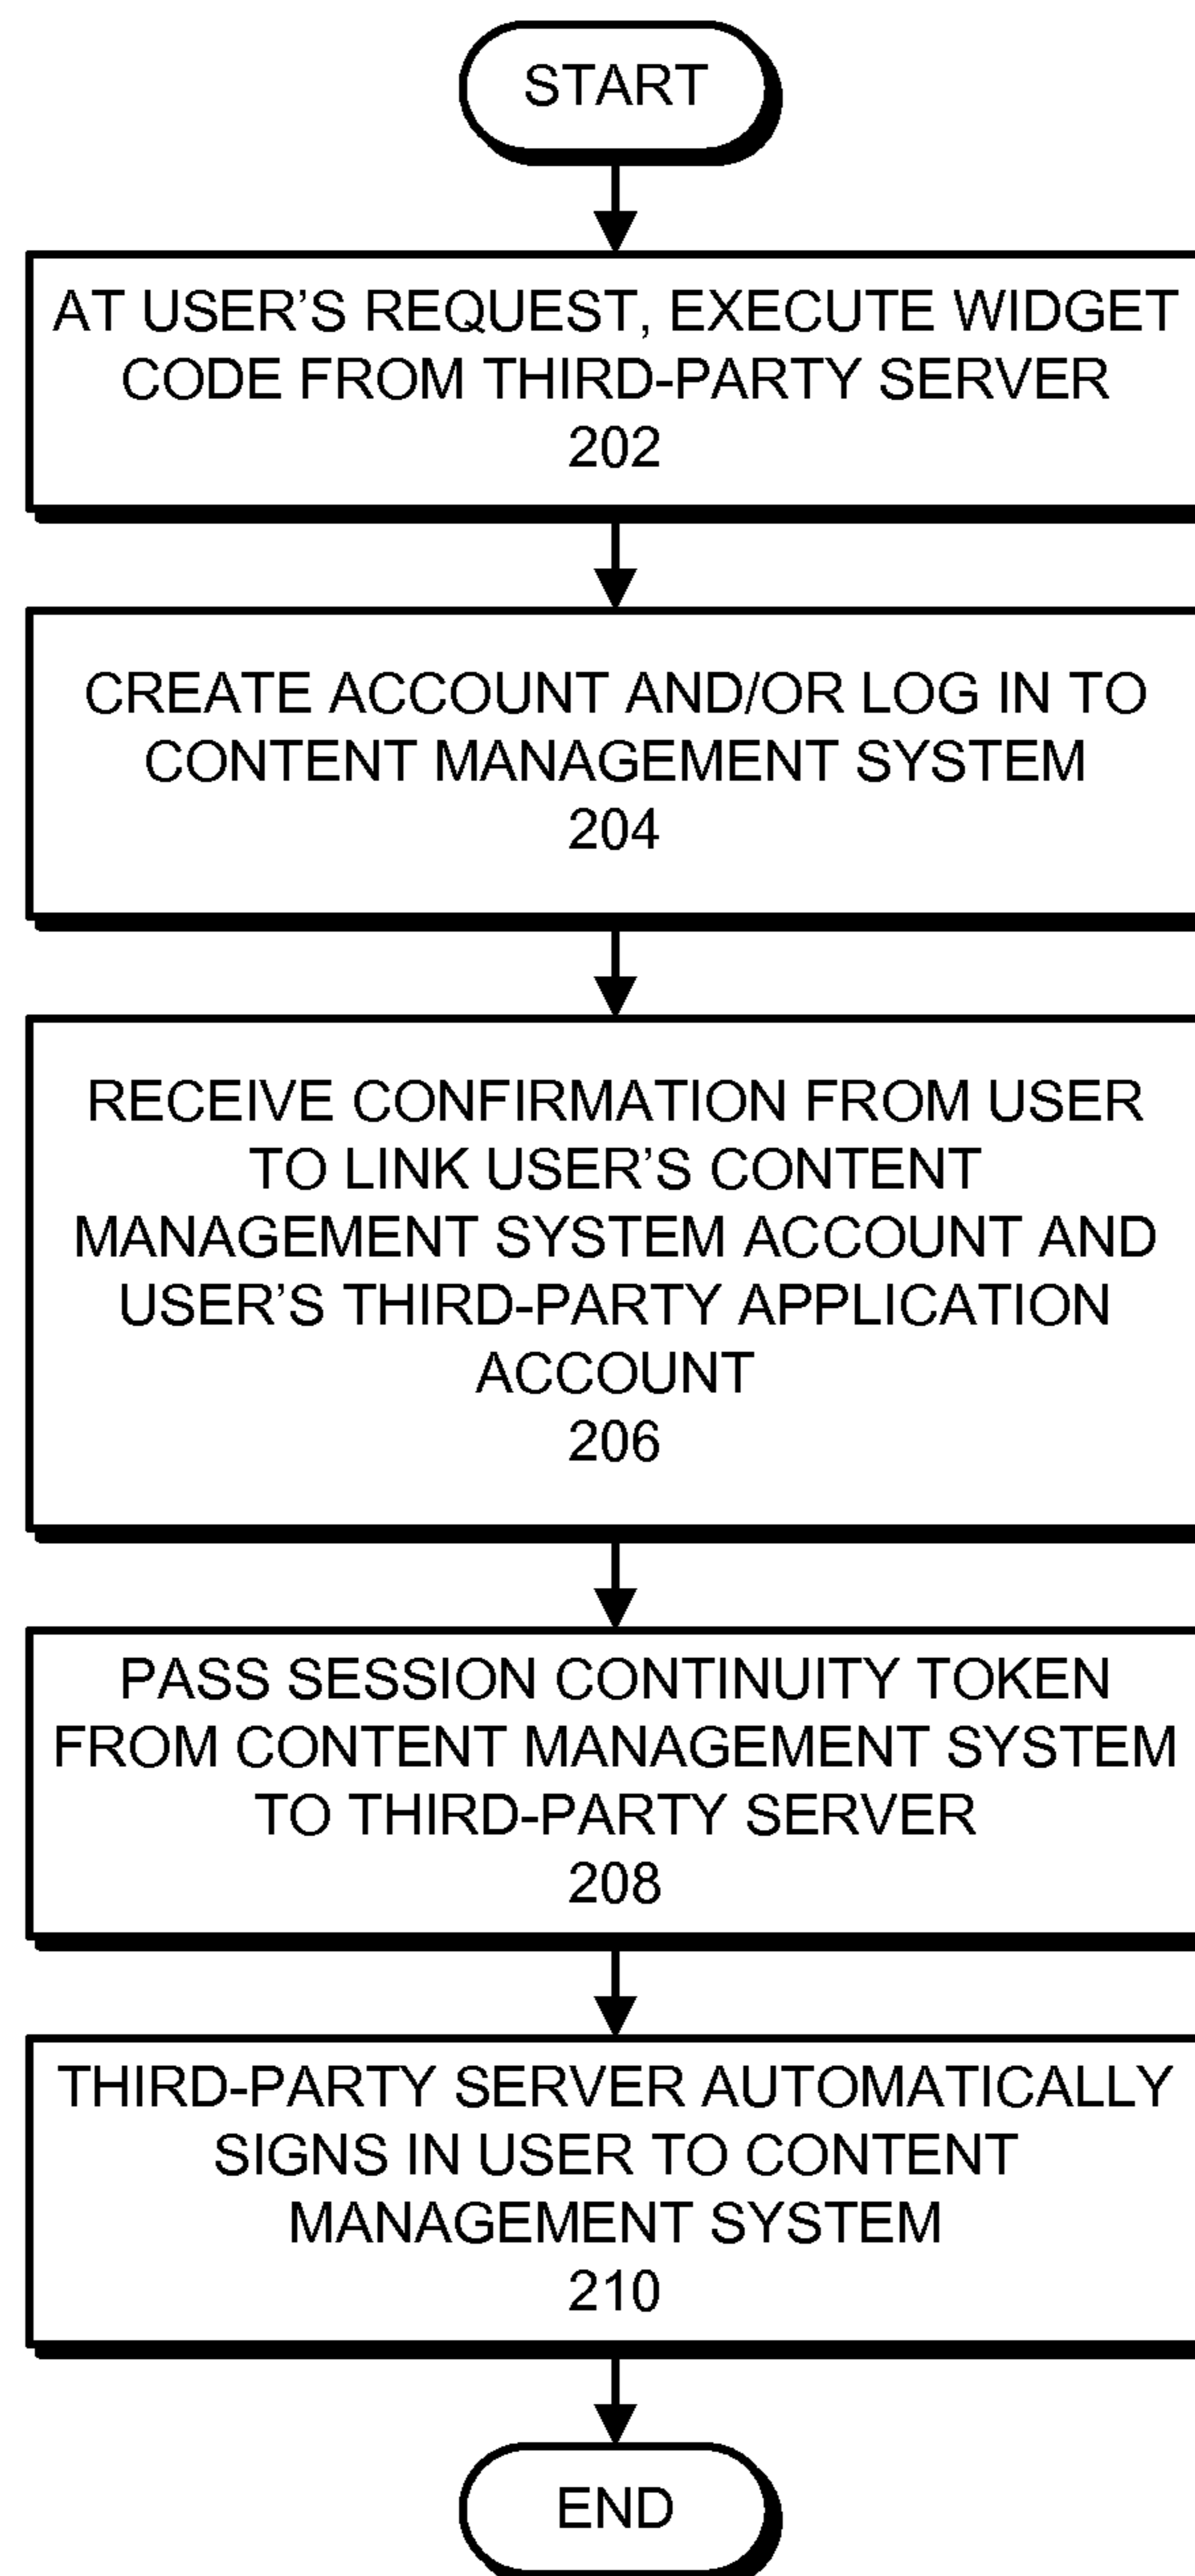 START
AT USER’S REQUEST, EXECUTE WIDGET
CODE FROM THIRD-PARTY SERVER
202
CREATE ACCOUNT AND/OR LOG IN TO
CONTENT MANAGEMENT SYSTEM
204
RECEIVE CONFIRMATION FROM USER
TO LINK USER’S CONTENT
MANAGEMENT SYSTEM ACCOUNT AND
USER’S THIRD-PARTY APPLICATION
ACCOUNT
206
PASS SESSION CONTINUITY TOKEN
FROM CONTENT MANAGEMENT SYSTEM
TO THIRD-PARTY SERVER
208
THIRD-PARTY SERVER AUTOMATICALLY
SIGNS IN USER TO CONTENT
MANAGEMENT SYSTEM
210
END